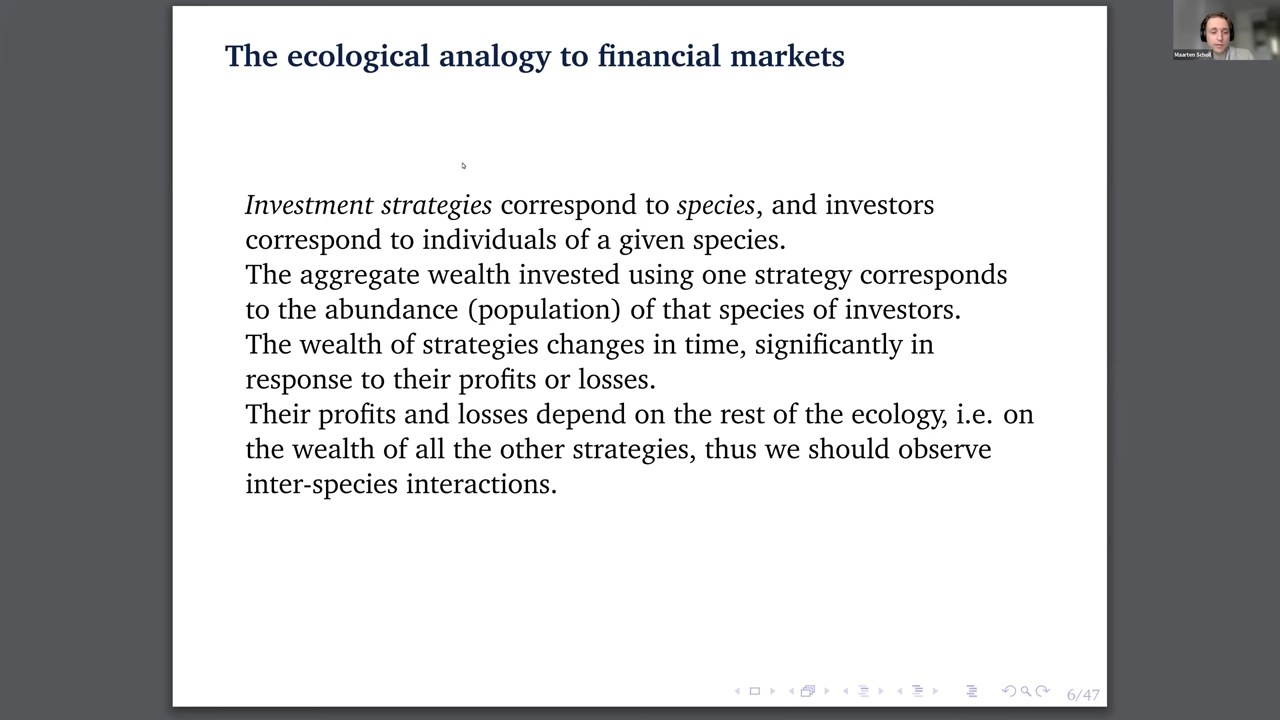 The ecological analogy to financial markets
Maarten Scholl
Investment strategies correspond to species, and investors
correspond to individuals of a given species.
The aggregate wealth invested using one strategy corresponds
to the abundance (population) of that species of investors.
The wealth of strategies changes in time, significantly in
response to their profits or losses.
Their profits and losses depend on the rest of the ecology, i.e. on
the wealth of all the other strategies, thus we should observe
inter-species interactions.
6/47